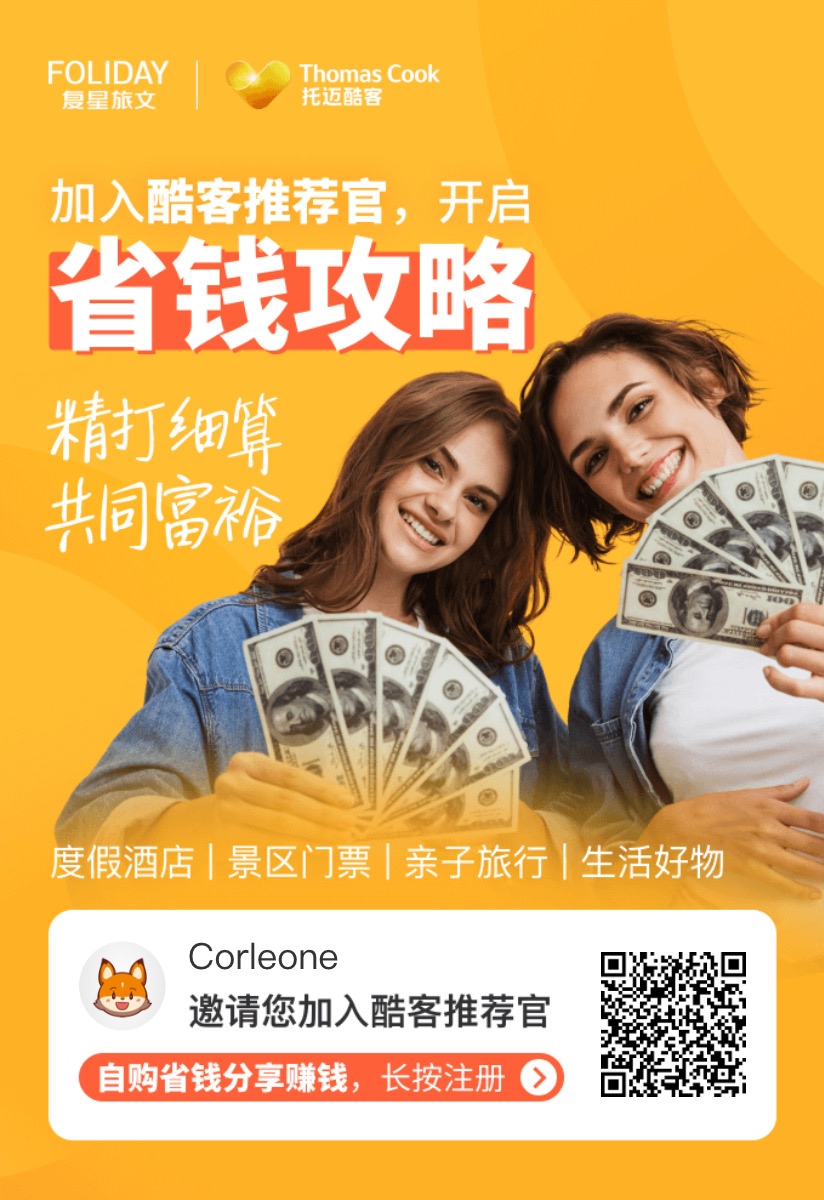 FOLIDAY
复星旅文
Thomas Cook
托迈酷客
加入酷客推荐官，开启
省钱攻略
精打细算
共同富裕
度假酒店 | 景区门票 | 亲子旅行 | 生活好物
Corleone
邀请您加入酷客推荐官
自购省钱分享赚钱，长按注册